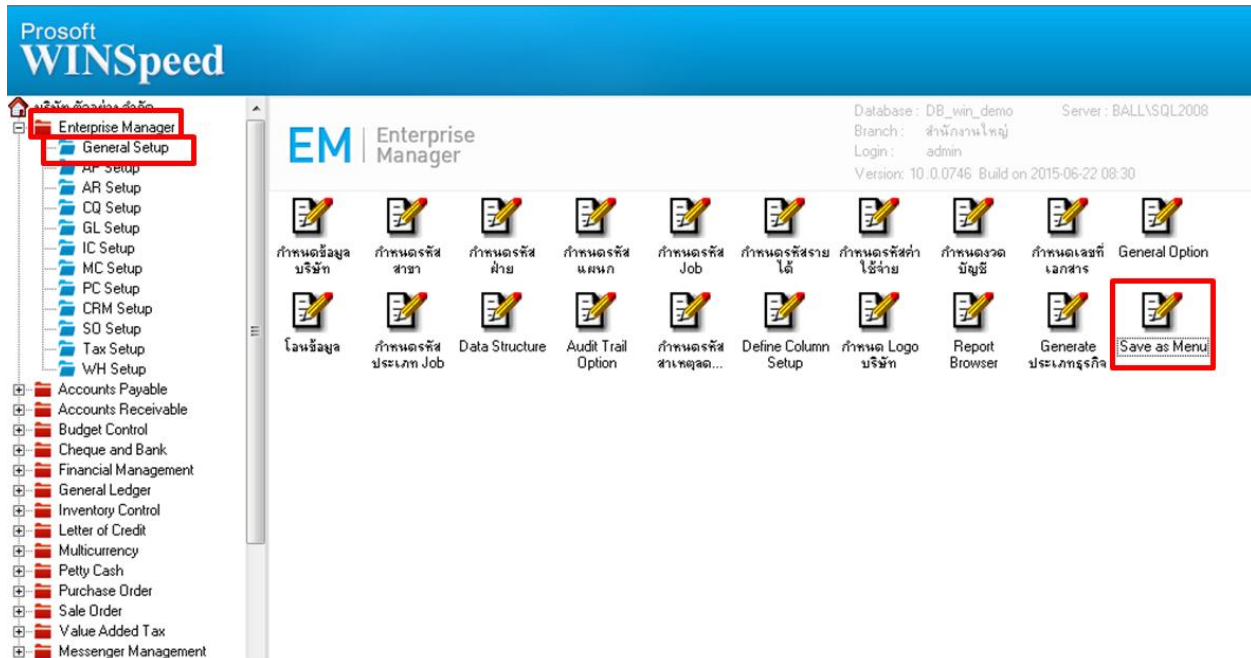 Prosoft
WINSpeed
บริษัท ตัวอย่าง จำกัด
Enterprise Manager
General Setup
AP Setup
AR Setup
CQ Setup
GL Setup
IC Setup
MC Setup
PC Setup
CRM Setup
SO Setup
Tax Setup
WH Setup
Accounts Payable
Accounts Receivable
Budget Control
Cheque and Bank
Financial Management
General Ledger
Inventory Control
Letter of Credit
Multicurrency
Petty Cash
Purchase Order
Sale Order
Value Added Tax
Messenger Management
EM Enterprise
Manager
Database : DB_win_demo Server : BALL\SQL2008
Branch : สำนักงานใหญ่
Login : admin
Version: 10.0.0746 Build on 2015-06-22 08:30
กำหนดข้อมูล กำหนดรหัส กำหนดรหัส กำหนดรหัส กำหนดรหัส กำหนดรหัสราย กำหนดรหัสค่า กำหนดงวด กำหนดเลขที่ General Option
บริษัท สาขา ฝ่าย แผนก Job ได้ ใช้จ่าย บัญชี เอกสาร
โอนข้อมูล กำหนดรหัส Data Structure Audit Trail กำหนดรหัส Define Column กำหนด Logo Report Generate Save as Menu
ประเภท Job Option สาเหตุลด... Setup บริษัท Browser ประเภทธุรกิจ